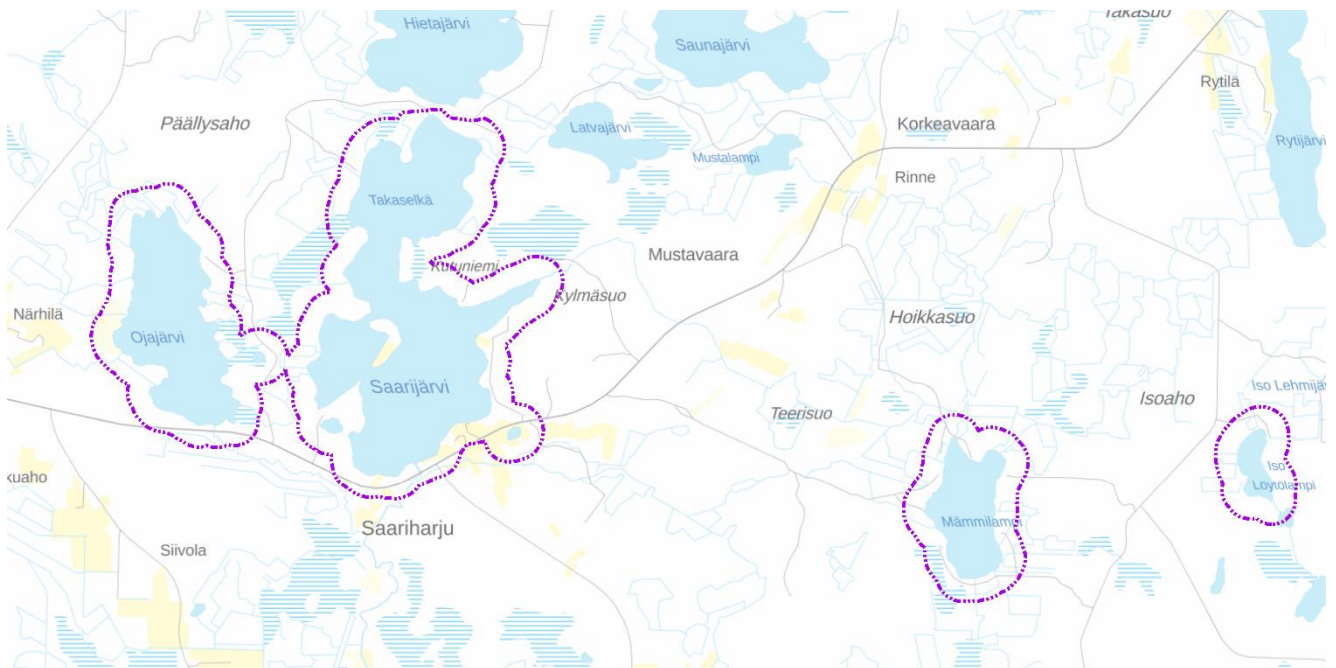 Hietajärvi
Takasuo
Saunajärvi
Rytilä
Päällysaho
Latvajärvi
Korkeavaara
Rytijärvi
Mustalampi
Rinne
Takaselkä
Mustavaara
Kutuniemi
Kylmäsuo
Närhilä
Hoikkasuo
Ojajärvi
Saarijärvi
Iso Lehmijär
Isoaho
Teerisuo
Iso
Löytölampi
kuaho
Mämmilampi
Saariharju
Siivola